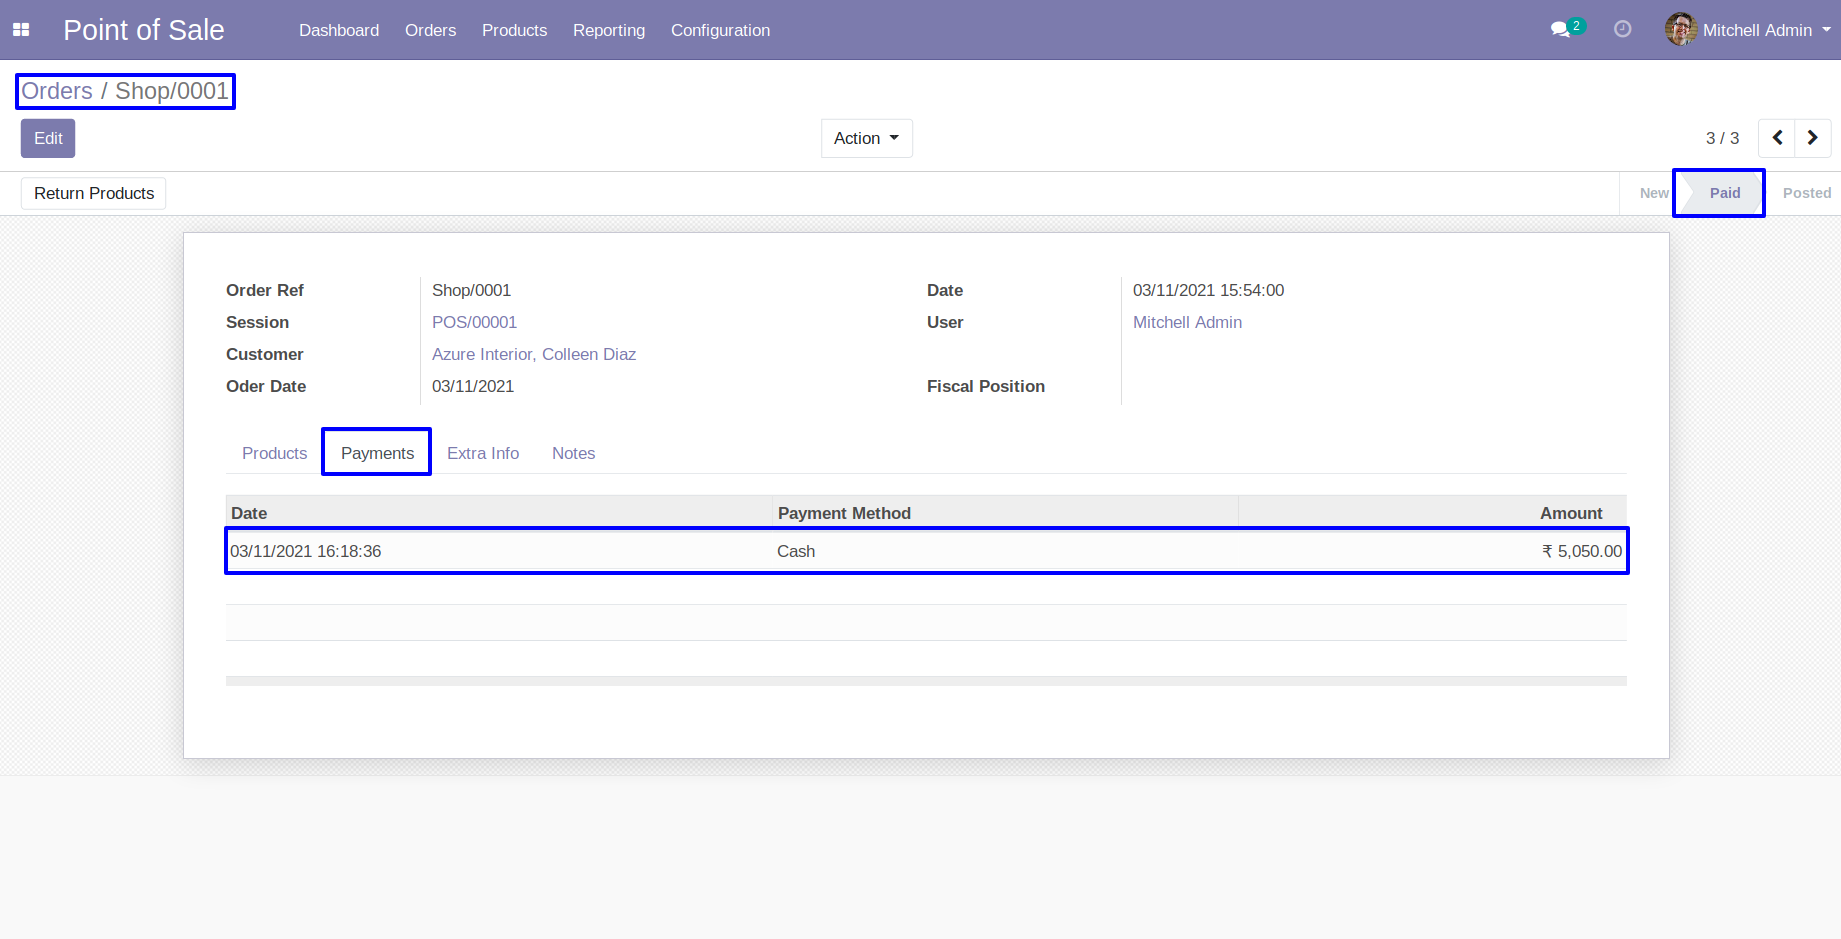 Point of Sale Dashboard Orders Products Reporting Configuration 2 Mitchell Admin
Orders / Shop/0001
Edit Action 3 / 3
Return Products New Paid Posted
Order Ref Shop/0001 Date 03/11/2021 15:54:00
Session POS/00001 User Mitchell Admin
Customer Azure Interior, Colleen Diaz
Oder Date 03/11/2021 Fiscal Position
Products Payments Extra Info Notes
Date Payment Method Amount
03/11/2021 16:18:36 Cash ₹ 5,050.00